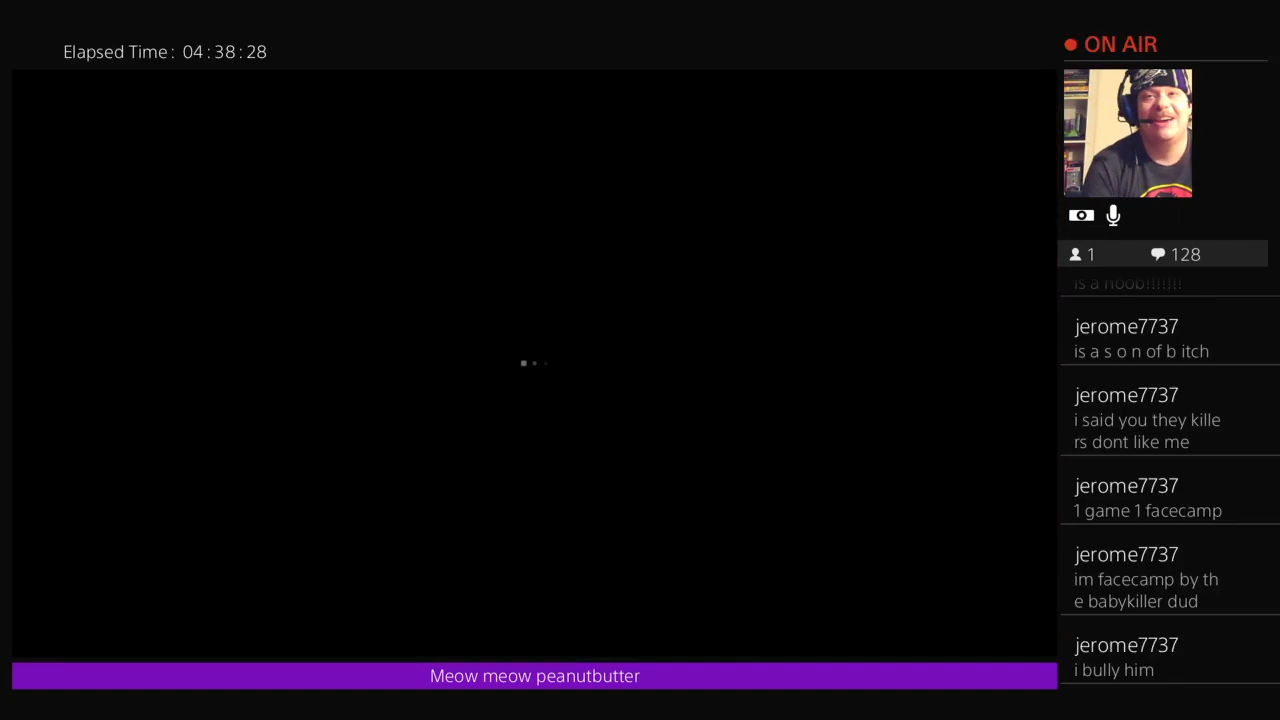 Elapsed Time: 04:38:28
ON AIR
1 128
is a noob!!!!!!!
jerome7737
is a s o n of b itch
jerome7737
i said you they kille
rs dont like me
jerome7737
1 game 1 facecamp
jerome7737
im facecamp by th
e babykiller dud
jerome7737
i bully him
Meow meow peanutbutter